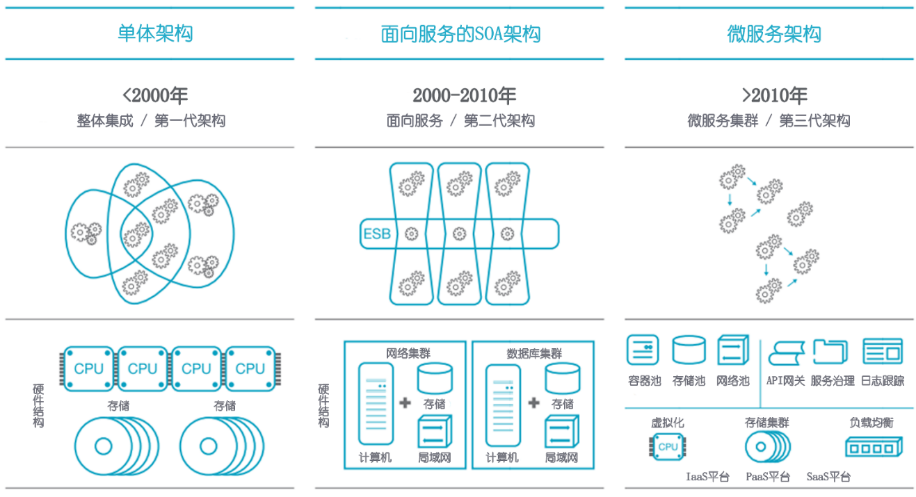 单体架构
面向服务的SOA架构
微服务架构
<2000年
整体集成 / 第一代架构
2000-2010年
面向服务 / 第二代架构
>2010年
微服务集群 / 第三代架构
ESB
硬件结构
CPU CPU CPU CPU
存储 存储
硬件结构
网络集群
存储
计算机 局域网
数据库集群
存储
计算机 局域网
容器池 存储池 网络池 API网关 服务治理 日志跟踪
虚拟化 存储集群 负载均衡
CPU
IaaS平台 PaaS平台 SaaS平台